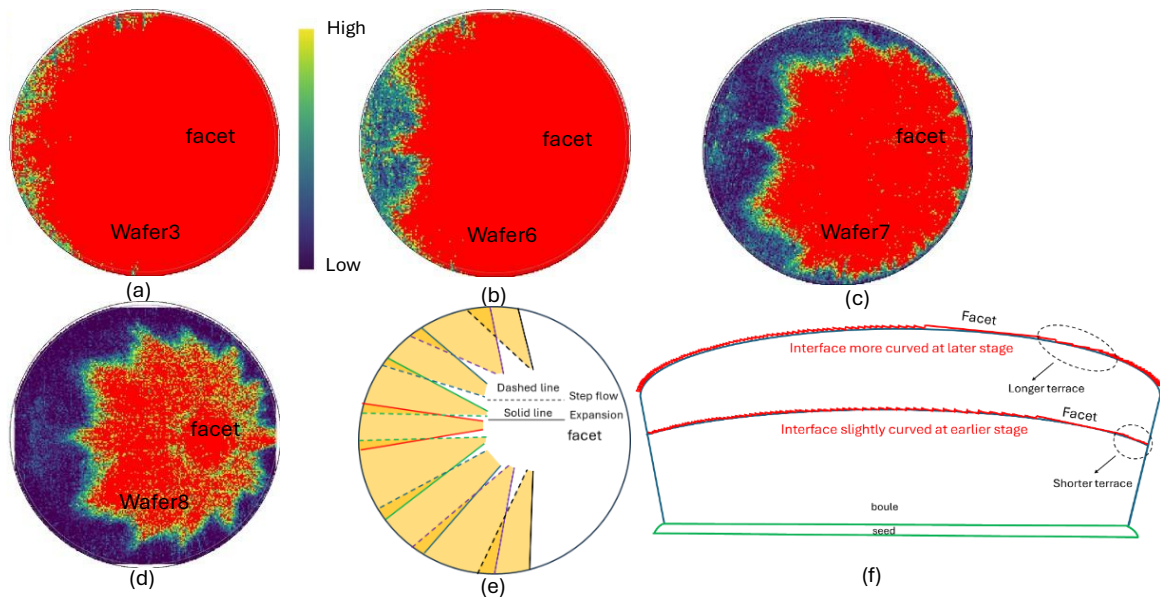 facet
Wafer3
(a)
High
Low
facet
Wafer6
(b)
facet
Wafer7
(c)
facet
Wafer8
(d)
Dashed line
Step flow
Solid line
Expansion
facet
(e)
Facet
Interface more curved at later stage
Longer terrace
Facet
Interface slightly curved at earlier stage
Shorter terrace
boule
seed
(f)